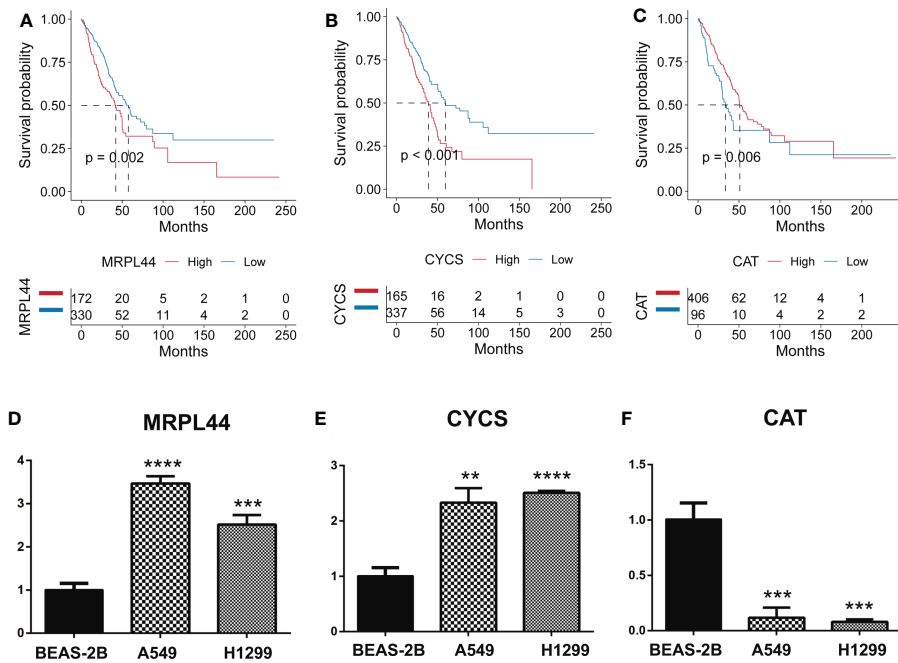 A
Survival probability
1.00
0.75
0.50
0.25
0.00
p = 0.002
0 50 100 150 200 250
Months
MRPL44 High Low
MRPL44
172 20 5 2 1 0
330 52 11 4 2 0
0 50 100 150 200 250
Months
B
Survival probability
1.00
0.75
0.50
0.25
0.00
p < 0.001
0 50 100 150 200 250
Months
CYCS High Low
CYCS
165 16 2 1 0 0
337 56 14 5 3 0
0 50 100 150 200 250
Months
C
Survival probability
1.00
0.75
0.50
0.25
0.00
p = 0.006
0 50 100 150 200
Months
CAT High Low
CAT
406 62 12 4 1
96 10 4 2 2
0 50 100 150 200
Months
D
MRPL44
4
3
2
1
0
**** ***
BEAS-2B A549 H1299
E
CYCS
3
2
1
0
** ****
BEAS-2B A549 H1299
F
CAT
1.5
1.0
0.5
0.0
*** ***
BEAS-2B A549 H1299